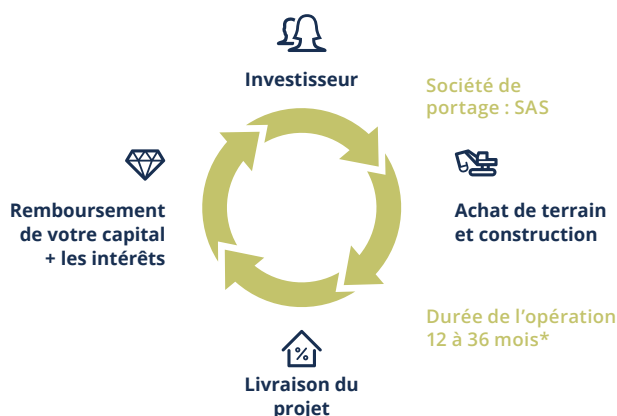 Investisseur
Société de
portage : SAS
Achat de terrain
et construction
Durée de l'opération
12 à 36 mois*
%
Livraison du
projet
Remboursement
de votre capital
+ les intérêts